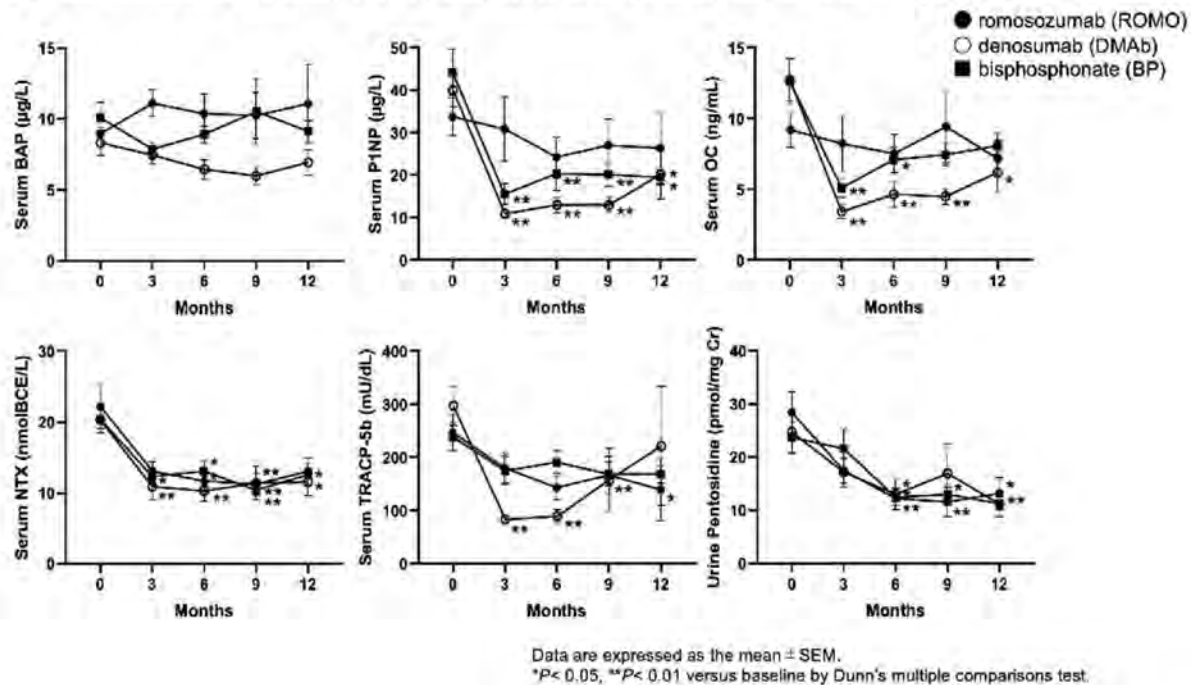 romosozumab (ROMO)
denosumab (DMAb)
bisphosphonate (BP)
Serum BAP (µg/L)
15
10
5
0
0 3 6 9 12
Months
Serum P1NP (µg/L)
50
40
30
20
10
0
** ** ** ** ** ** * *
0 3 6 9 12
Months
Serum OC (ng/mL)
15
10
5
0
** ** * ** ** *
0 3 6 9 12
Months
Serum NTX (nmolBCE/L)
30
20
10
0
* ** * * ** ** ** ** * *
0 3 6 9 12
Months
Serum TRACP-5b (mU/dL)
400
300
200
100
0
** ** ** *
0 3 6 9 12
Months
Urine Pentosidine (pmol/mg Cr)
40
30
20
10
0
* * ** * ** * **
0 3 6 9 12
Months
Data are expressed as the mean ± SEM.
*P< 0.05, **P< 0.01 versus baseline by Dunn's multiple comparisons test.